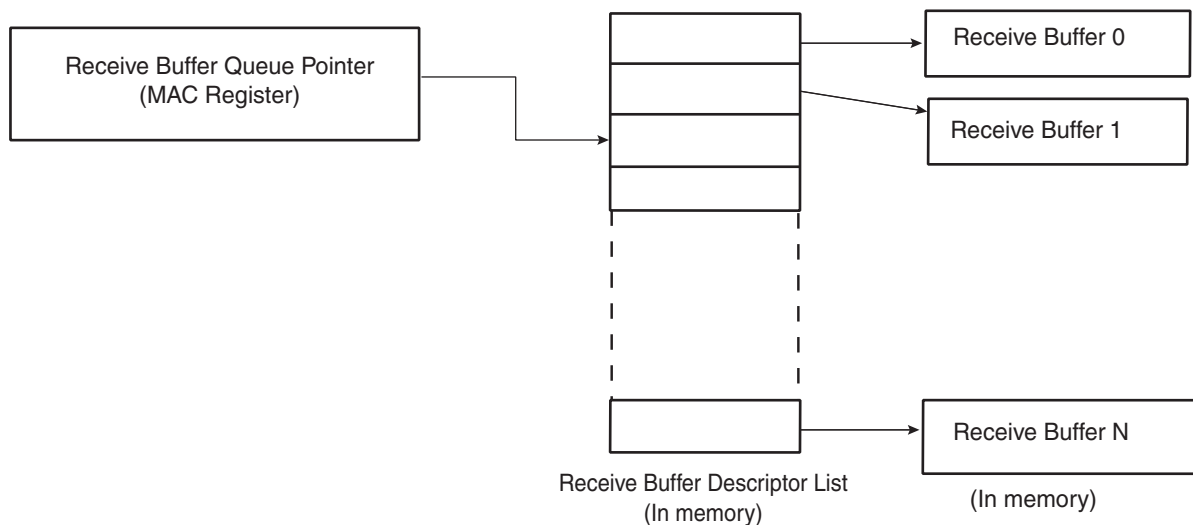 Receive Buffer Queue Pointer
(MAC Register)
Receive Buffer 0
Receive Buffer 1
Receive Buffer N
Receive Buffer Descriptor List
(In memory)
(In memory)